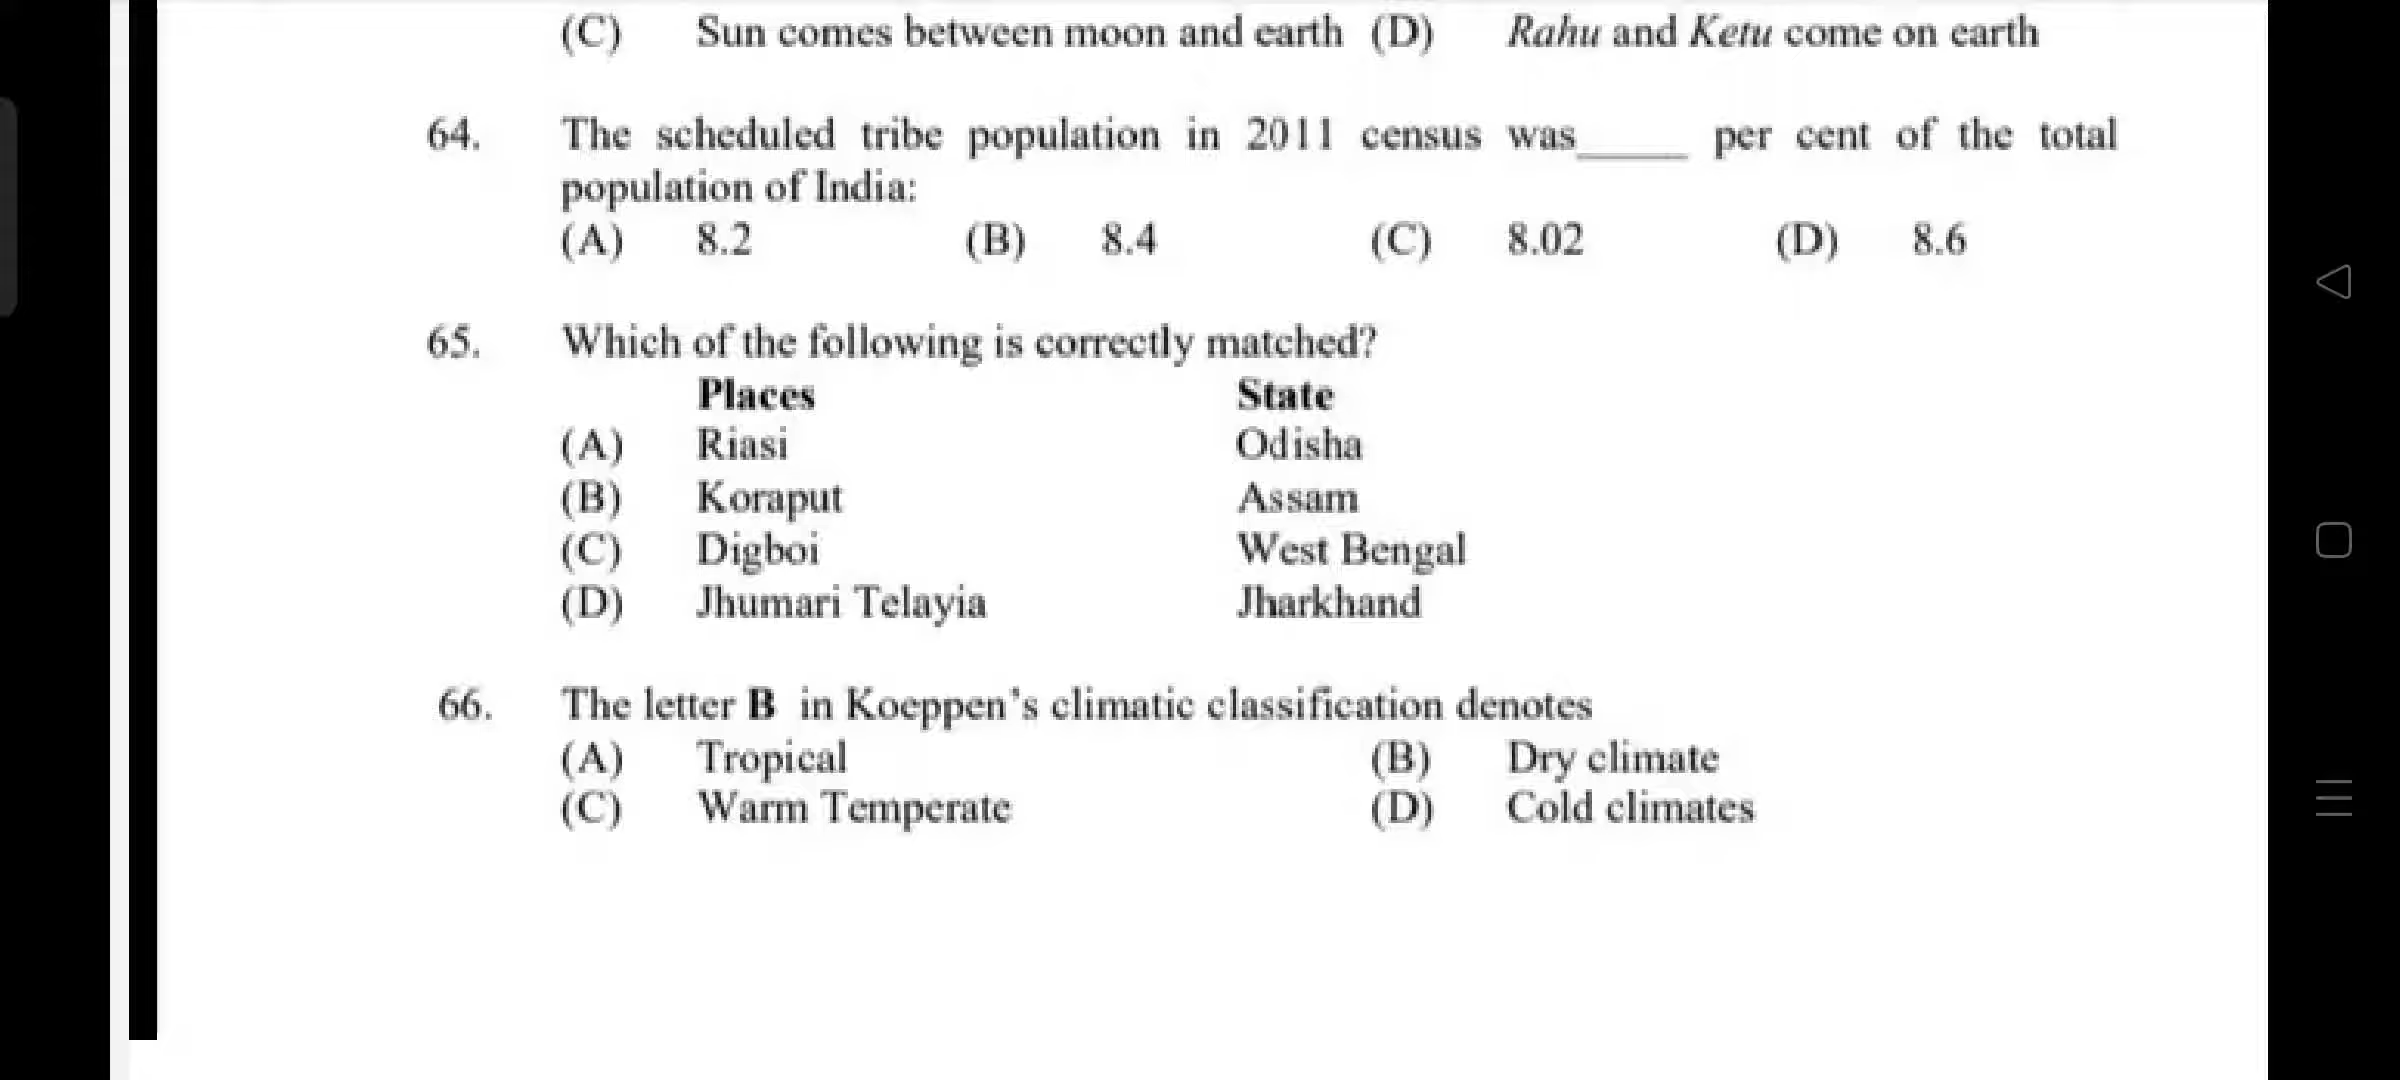 (C) Sun comes between moon and earth (D) Rahu and Ketu come on earth
64. The scheduled tribe population in 2011 census was_____ per cent of the total
population of India:
(A) 8.2 (B) 8.4 (C) 8.02 (D) 8.6
65. Which of the following is correctly matched?
Places State
(A) Riasi Odisha
(B) Koraput Assam
(C) Digboi West Bengal
(D) Jhumari Telayia Jharkhand
66. The letter B in Koeppen's climatic classification denotes
(A) Tropical (B) Dry climate
(C) Warm Temperate (D) Cold climates